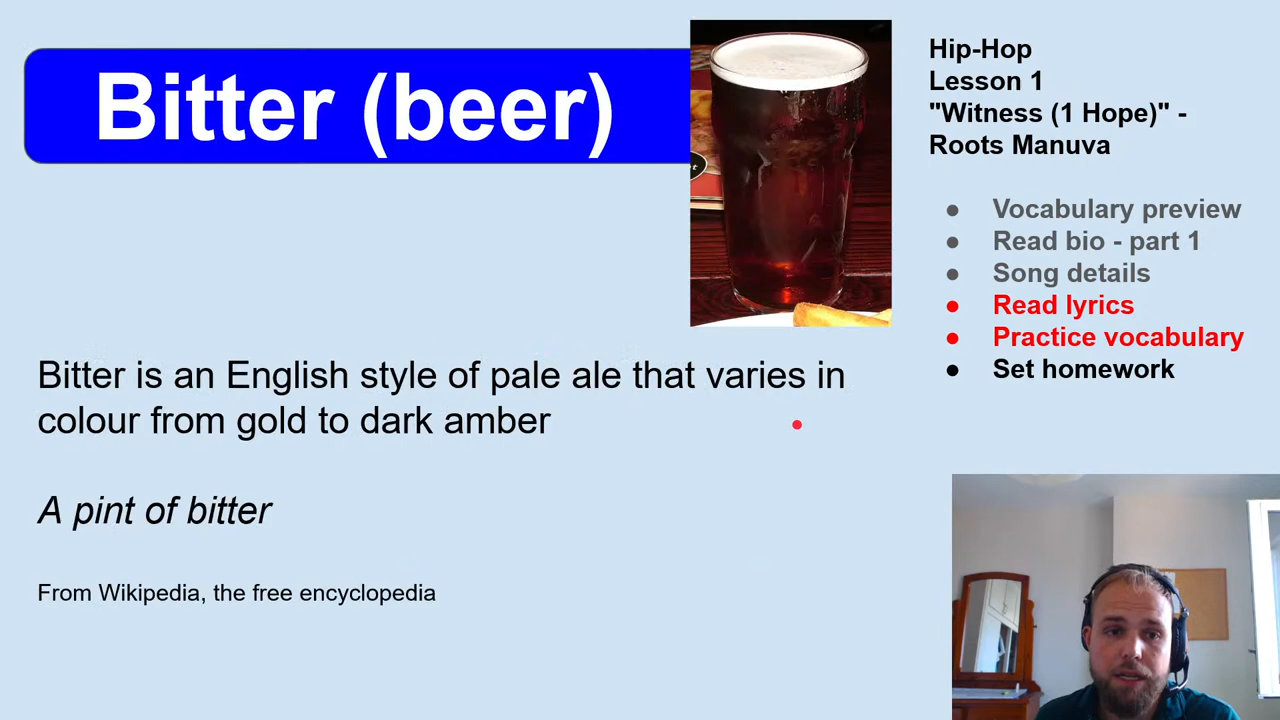 Bitter (beer)
Hip-Hop
Lesson 1
"Witness (1 Hope)" -
Roots Manuva
● Vocabulary preview
● Read bio - part 1
● Song details
● Read lyrics
● Practice vocabulary
● Set homework
Bitter is an English style of pale ale that varies in
colour from gold to dark amber
A pint of bitter
From Wikipedia, the free encyclopedia